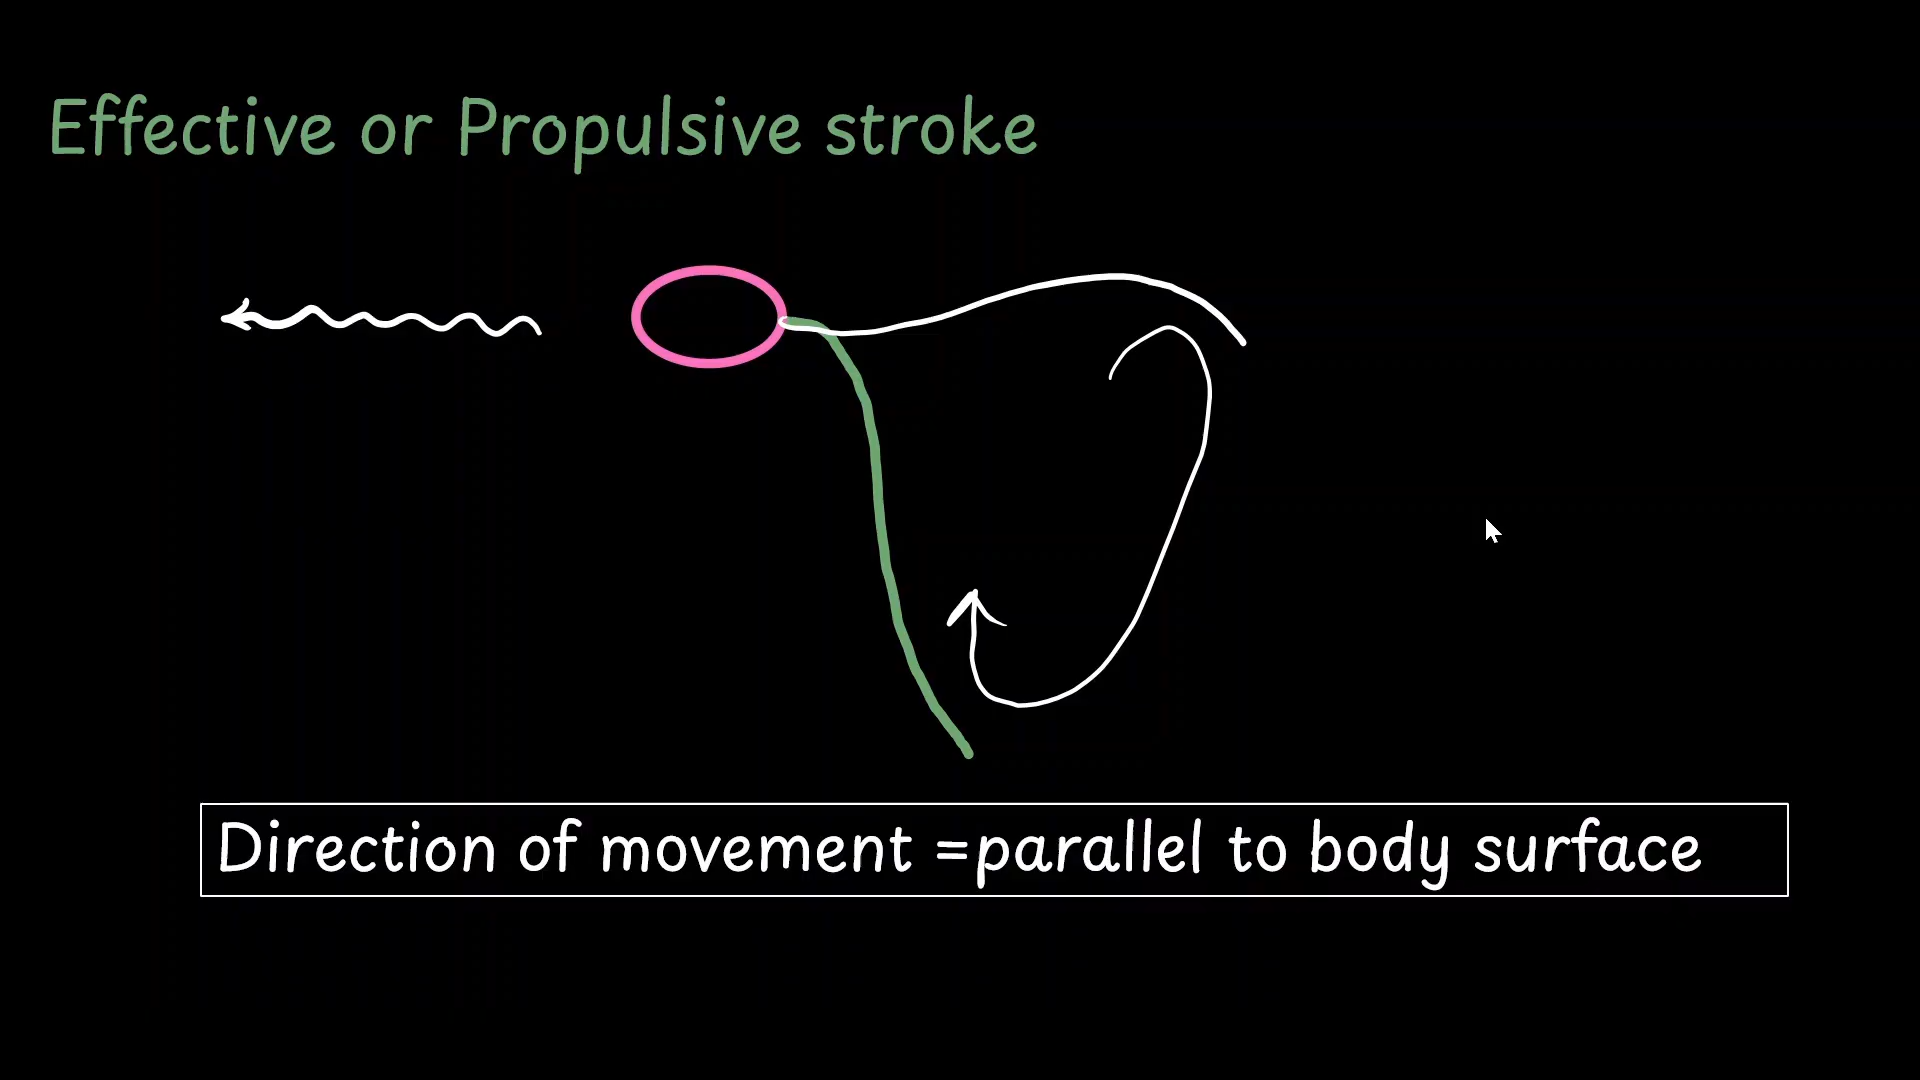 Effective or Propulsive stroke
Direction of movement =parallel to body surface